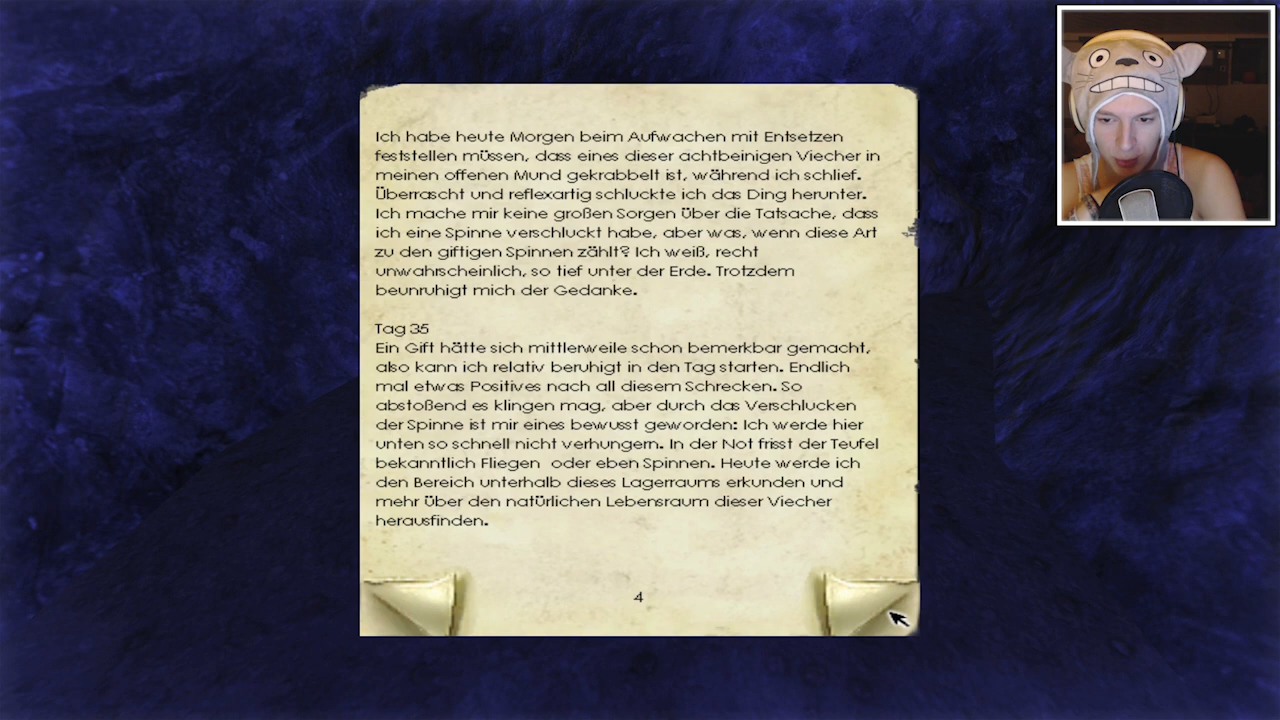 Ich habe heute Morgen beim Aufwachen mit Entsetzen
feststellen müssen, dass eines dieser achtbeinigen Viecher in
meinen offenen Mund gekrabbelt ist, während ich schlief.
Überrascht und reflexartig schluckte ich das Ding herunter.
Ich mache mir keine großen Sorgen Über die Tatsache, dass
ich eine Spinne verschluckt habe, aber was, wenn diese Art
zu den giftigen Spinnen zählt? Ich weiß, recht
unwahrscheinlich, so tief unter der Erde. Trotzdem
beunruhigt mich der Gedanke.
Tag 35
Ein Gift hätte sich mittlerweile schon bemerkbar gemacht,
also kann ich relativ beruhigt in den Tag starten. Endlich
mal etwas Positives nach all diesem Schrecken. So
abstoßend es klingen mag, aber durch das Verschlucken
der Spinne ist mir eines bewusst geworden: Ich werde hier
unten so schnell nicht verhungern. In der Not frisst der Teufel
bekanntlich Fliegen  oder eben Spinnen. Heute werde ich
den Bereich unterhalb dieses Lagerraums erkunden und
mehr Über den natürlichen Lebensraum dieser Viecher
herausfinden.
4